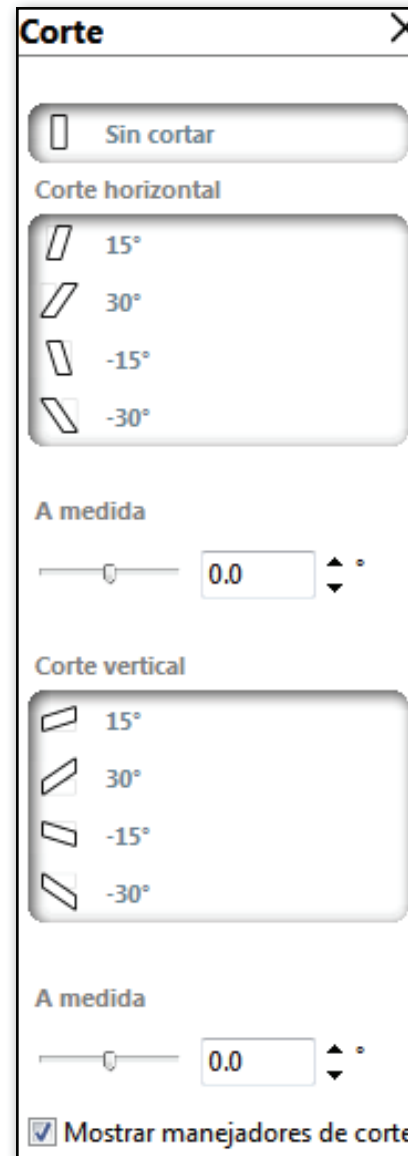 Corte
Sin cortar
Corte horizontal
15°
30°
-15°
-30°
A medida
0.0 °
Corte vertical
15°
30°
-15°
-30°
A medida
0.0 °
Mostrar manejadores de corte